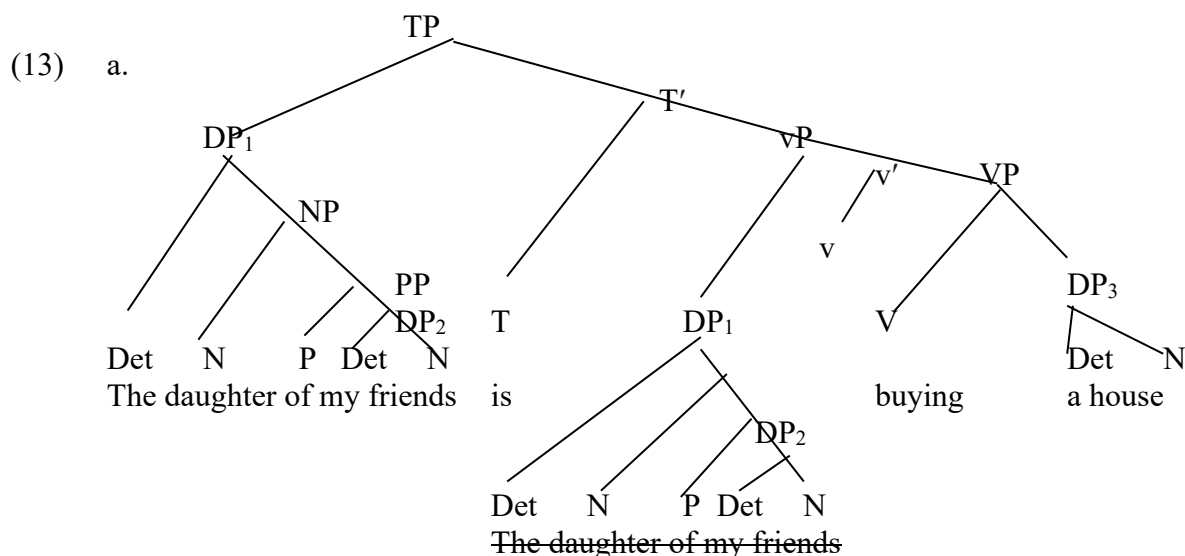 TP
(13) a.
T′
DP₁ vP
v′ VP
NP
v
PP DP₃
DP₂ T DP₁ V
Det N P Det N Det N
The daughter of my friends is buying a house
DP₂
Det N P Det N
The daughter of my friends